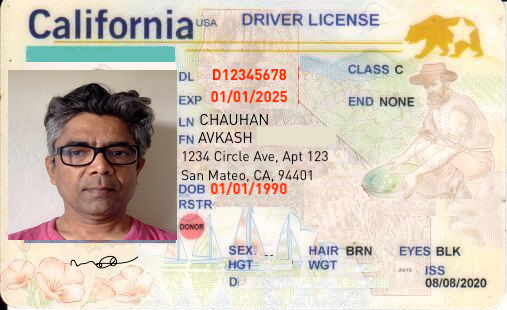 California USA DRIVER LICENSE
DL D12345678 CLASS C
EXP 01/01/2025 END NONE
LN CHAUHAN
FN AVKASH
1234 Circle Ave, Apt 123
San Mateo, CA, 94401
DOB 01/01/1990
RSTR
DONOR
SEX HAIR BRN EYES BLK
HGT WGT ISS
D 08/08/2020